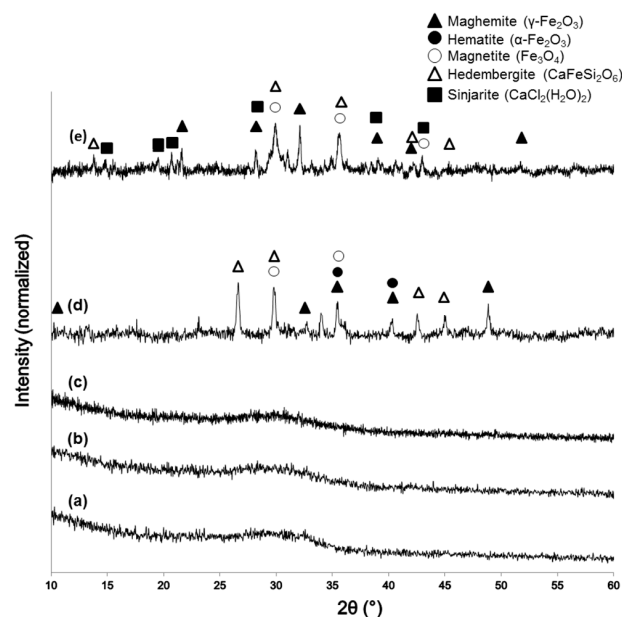 Maghemite (γ-Fe₂O₃)
Hematite (α-Fe₂O₃)
Magnetite (Fe₃O₄)
Hedembergite (CaFeSi₂O₆)
Sinjarite (CaCl₂(H₂O)₂)
(e)
(d)
(c)
(b)
(a)
Intensity (normalized)
10 15 20 25 30 35 40 45 50 55 60
2θ (°)